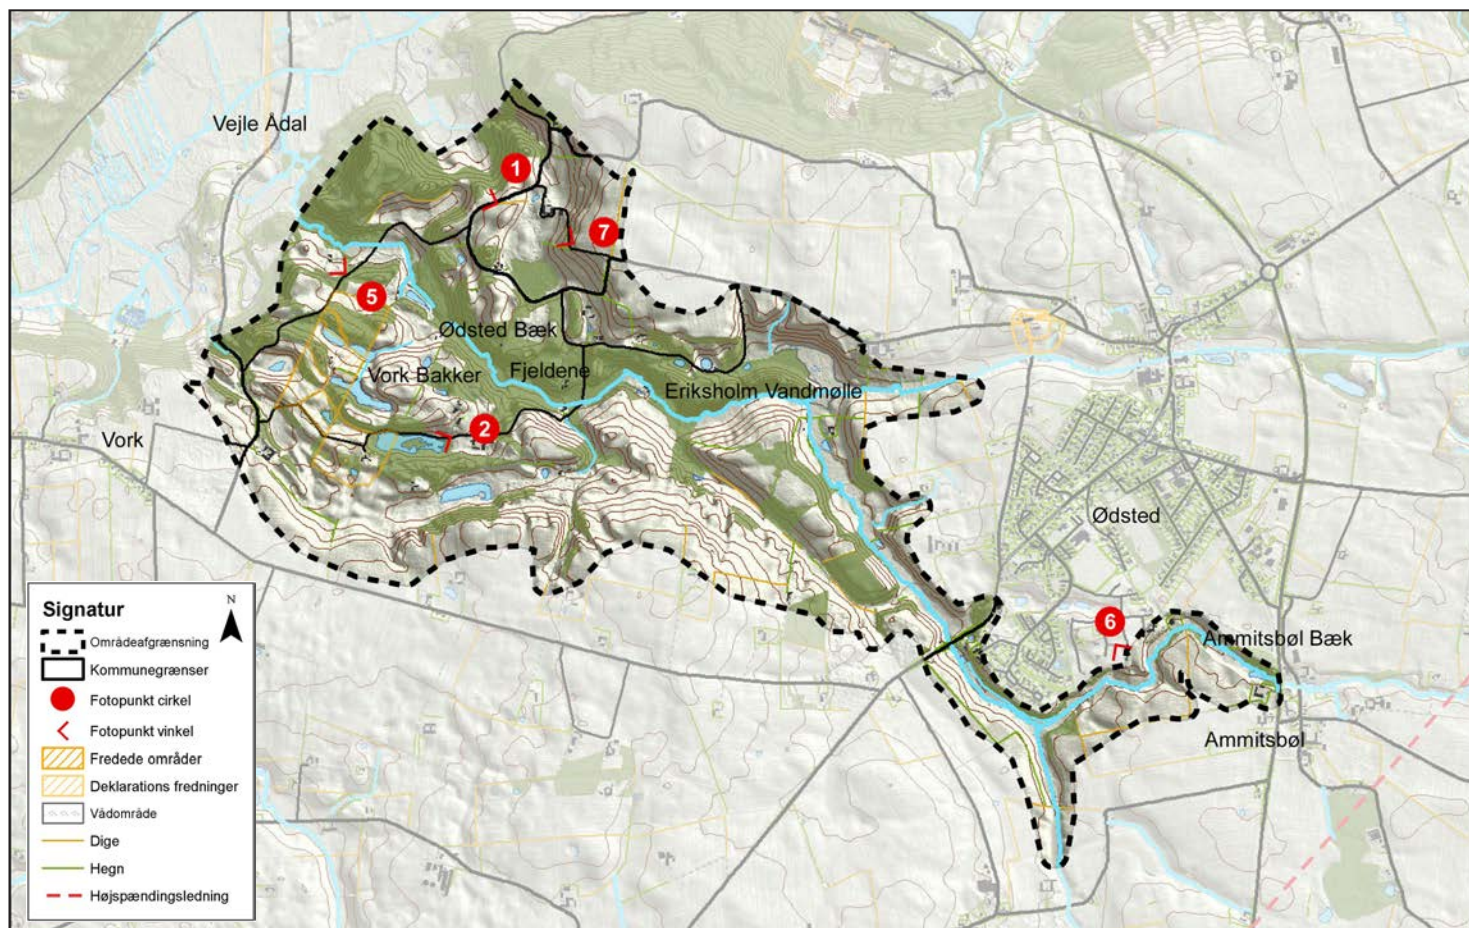 Vejle Ådal
1
7
5
Ødsted Bæk
Fjeldene
Vork Bakker
Eriksholm Vandmølle
2
Vork
Ødsted
6
Ammitsbøl Bæk
Ammitsbøl
Signatur
N
Områdeafgrænsning
Kommunegrænser
Fotopunkt cirkel
Fotopunkt vinkel
Fredede områder
Deklarations fredninger
Vådområde
Dige
Hegn
Højspændingsledning